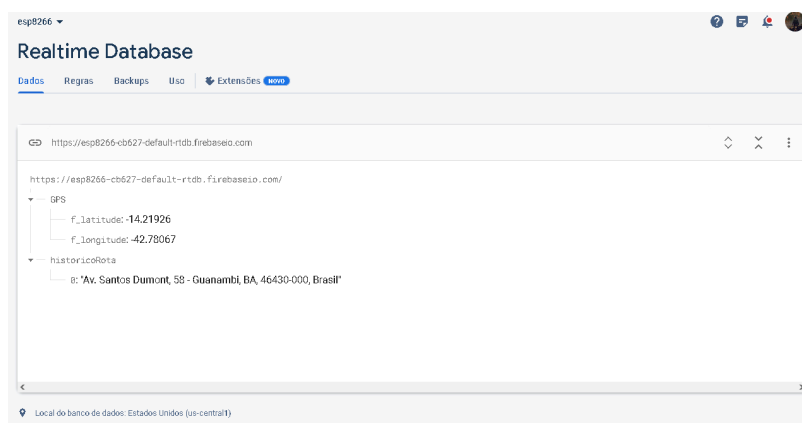 esp8266
Realtime Database
Dados Regras Backups Uso Extensões NOVO
https://esp8266-cb627-default-rtdb.firebaseio.com
https://esp8266-cb627-default-rtdb.firebaseio.com/
GPS
f_latitude: -14.21926
f_longitude: -42.78067
historicoRota
0: "Av. Santos Dumont, 58 - Guanambi, BA, 46430-000, Brasil"
Local do banco de dados: Estados Unidos (us-central1)